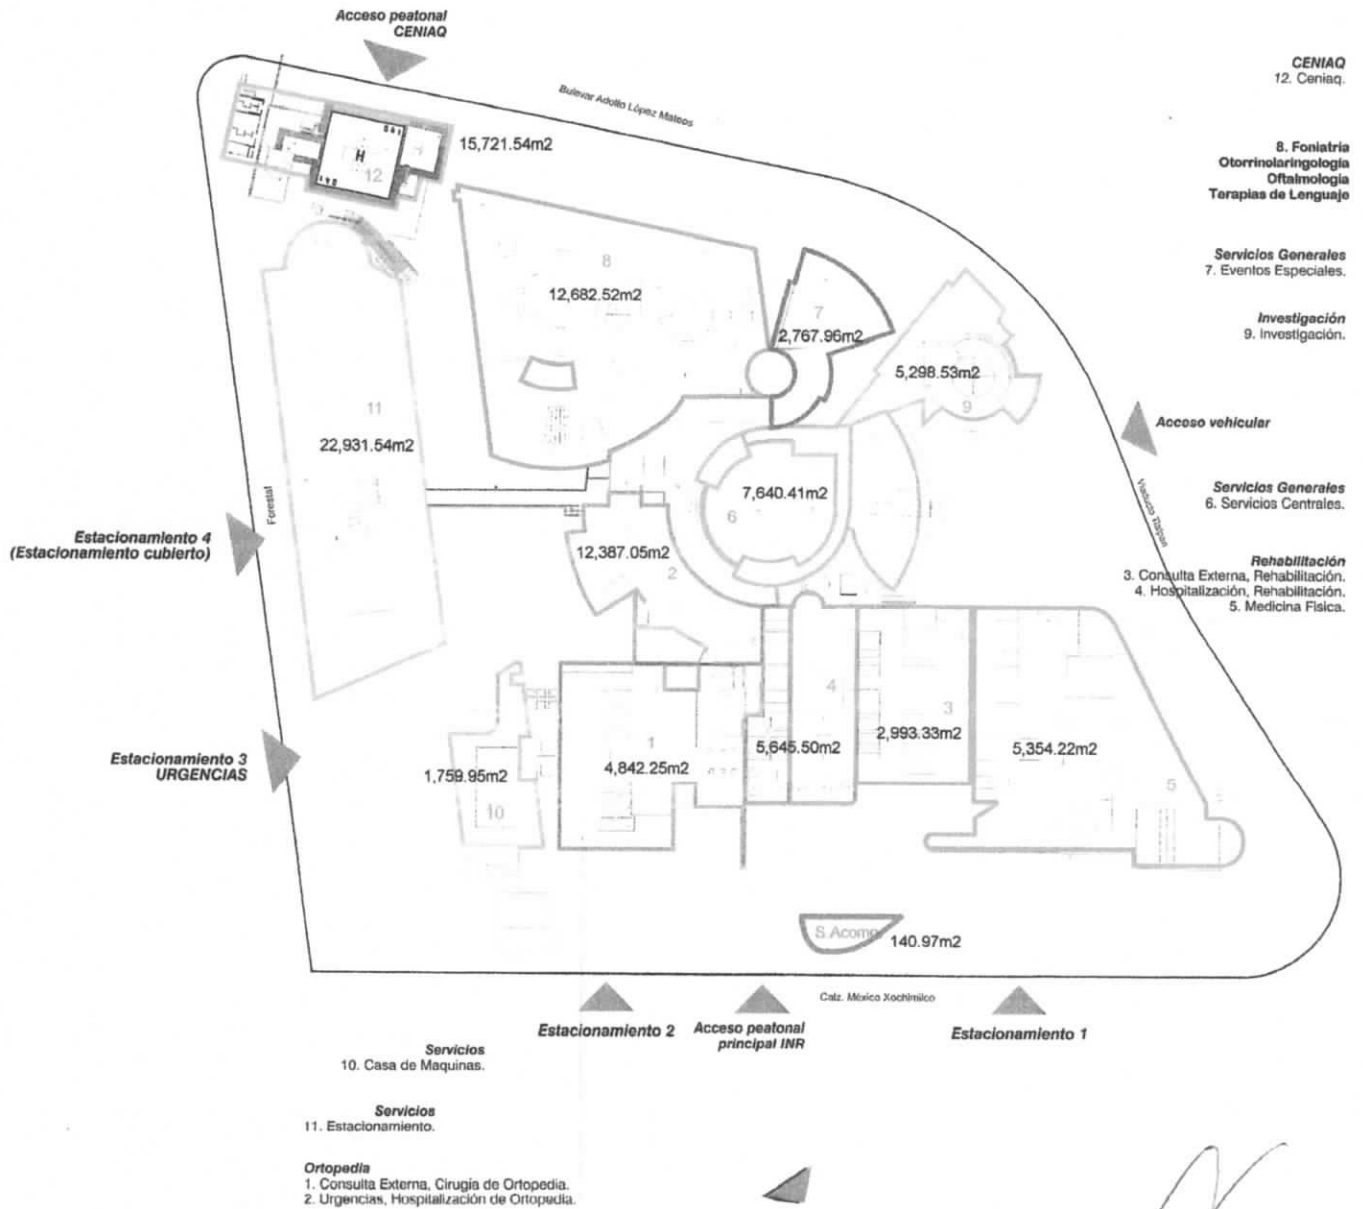 Acceso peatonal
CENIAQ
CENIAQ
12. Ceniaq.
Bulevar Adolfo López Mateos
15,721.54m2
H
12
8. Foniatría
Otorrinolaringología
Oftalmología
Terapias de Lenguaje
8
12,682.52m2
7
2,767.96m2
Servicios Generales
7. Eventos Especiales.
Investigación
9. Investigación.
5,298.53m2
9
11
22,931.54m2
Acceso vehicular
7,640.41m2
6
Servicios Generales
6. Servicios Centrales.
Viaducto Tlalpan
Forestal
Estacionamiento 4
(Estacionamiento cubierto)
12,387.05m2
2
Rehabilitación
3. Consulta Externa, Rehabilitación.
4. Hospitalización, Rehabilitación.
5. Medicina Física.
Estacionamiento 3
URGENCIAS
1,759.95m2
10
1
4,842.25m2
4
5,645.50m2
3
2,993.33m2
5,354.22m2
5
S.Acomp
140.97m2
Calz. México Xochimilco
Estacionamiento 2
Acceso peatonal
principal INR
Estacionamiento 1
Servicios
10. Casa de Maquinas.
Servicios
11. Estacionamiento.
Ortopedia
1. Consulta Externa, Cirugía de Ortopedia.
2. Urgencias, Hospitalización de Ortopedia.